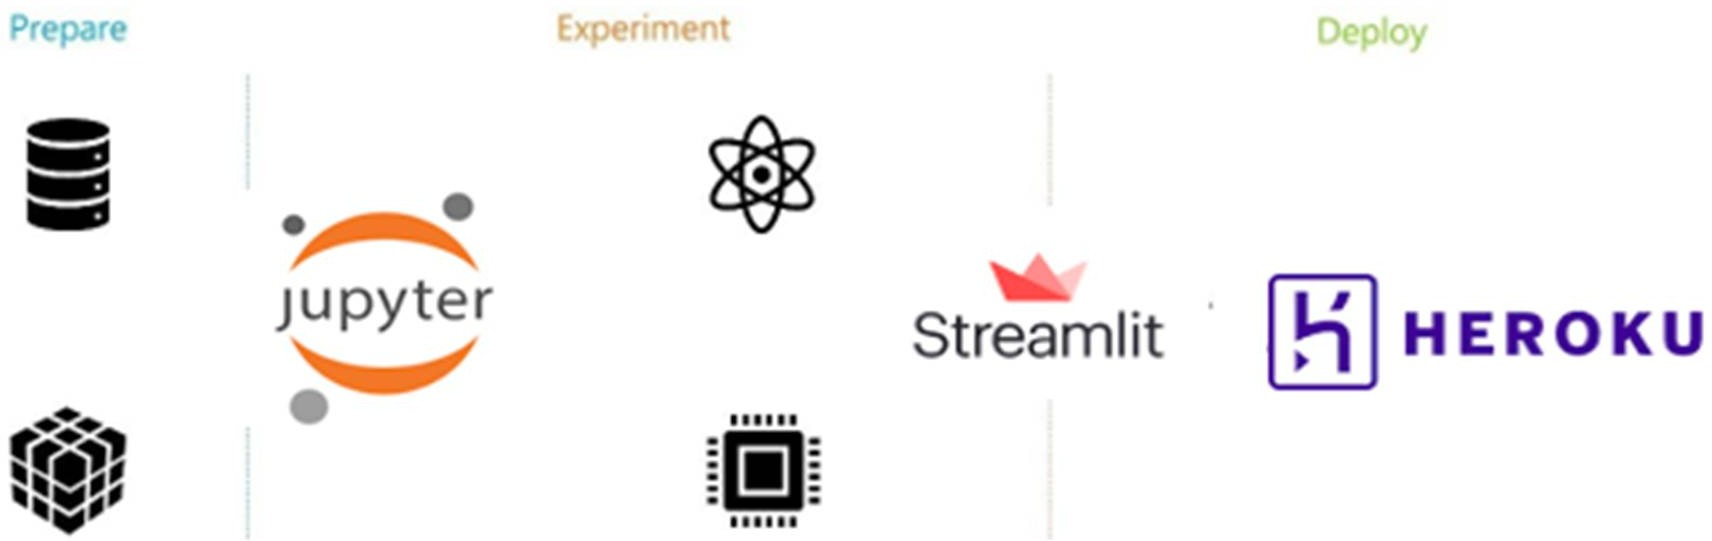 Prepare
Experiment
Deploy
jupyter
Streamlit
HEROKU